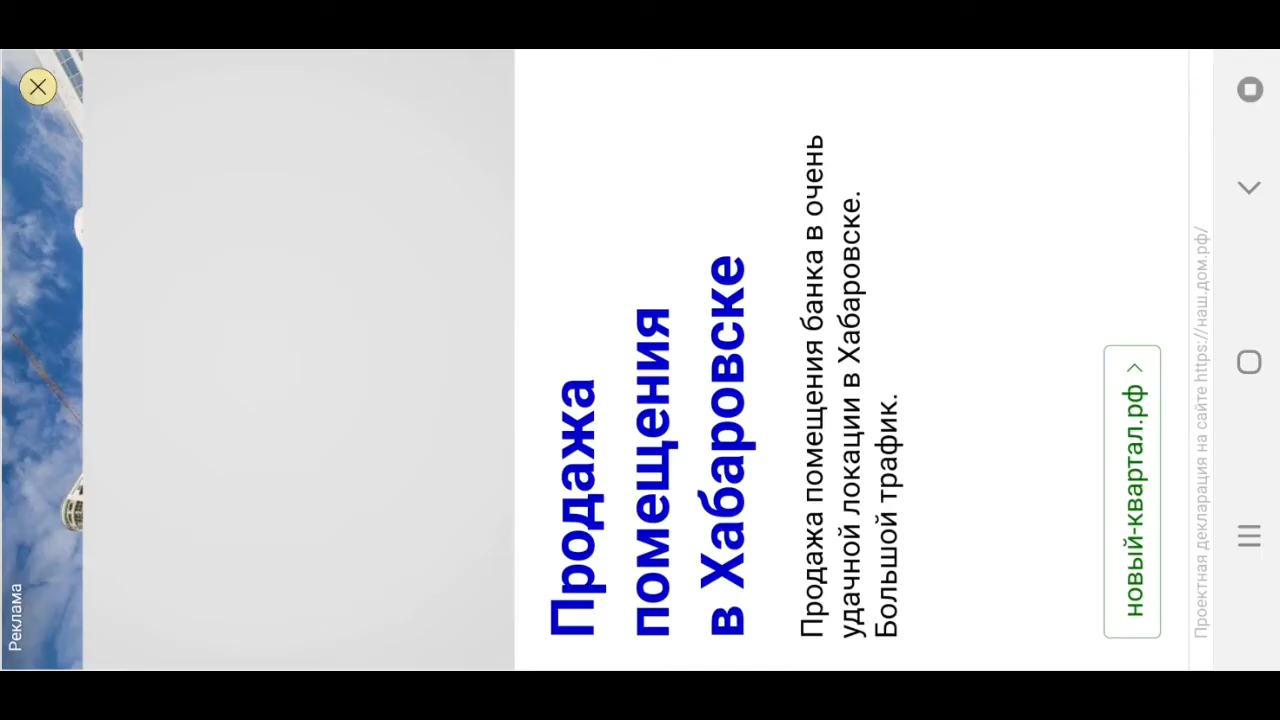 Реклама
Продажа
помещения
в Хабаровске
Продажа помещения банка в очень
удачной локации в Хабаровске.
Большой трафик.
новый-квартал.рф
Проектная декларация на сайте https://наш.дом.рф/